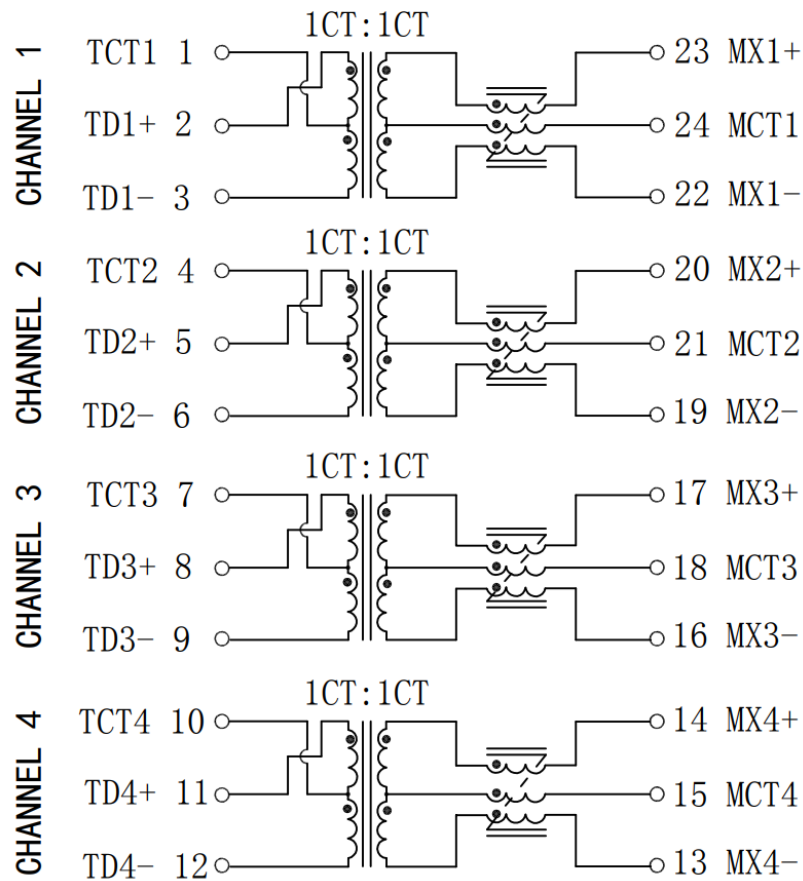 CHANNEL 1
1CT:1CT
TCT1 1
23 MX1+
TD1+ 2
24 MCT1
TD1- 3
22 MX1-
CHANNEL 2
1CT:1CT
TCT2 4
20 MX2+
TD2+ 5
21 MCT2
TD2- 6
19 MX2-
CHANNEL 3
1CT:1CT
TCT3 7
17 MX3+
TD3+ 8
18 MCT3
TD3- 9
16 MX3-
CHANNEL 4
1CT:1CT
TCT4 10
14 MX4+
TD4+ 11
15 MCT4
TD4- 12
13 MX4-